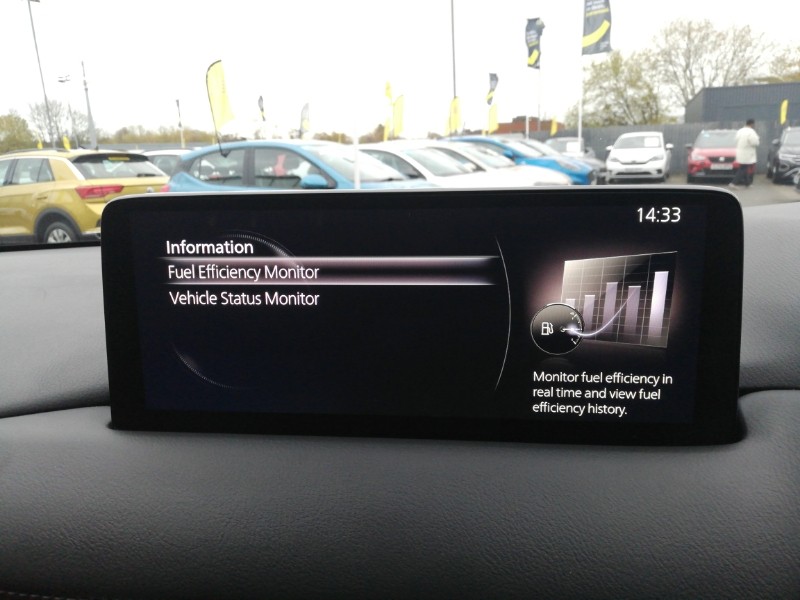 14:33
Information
Fuel Efficiency Monitor
Vehicle Status Monitor
Monitor fuel efficiency in
real time and view fuel
efficiency history.